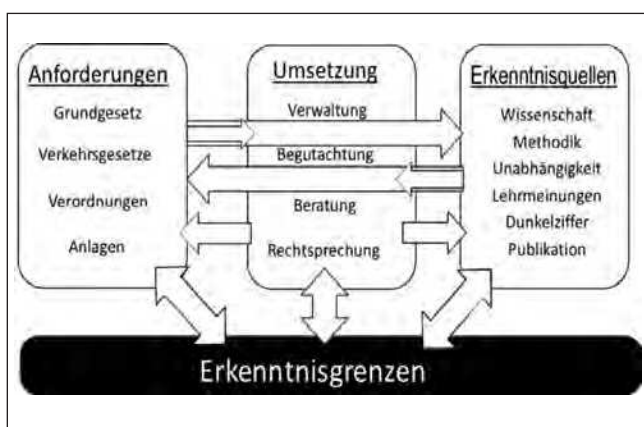 Anforderungen
Grundgesetz
Verkehrsgesetze
Verordnungen
Anlagen
Umsetzung
Verwaltung
Begutachtung
Beratung
Rechtsprechung
Erkenntnisquellen
Wissenschaft
Methodik
Unabhängigkeit
Lehrmeinungen
Dunkelziffer
Publikation
Erkenntnisgrenzen